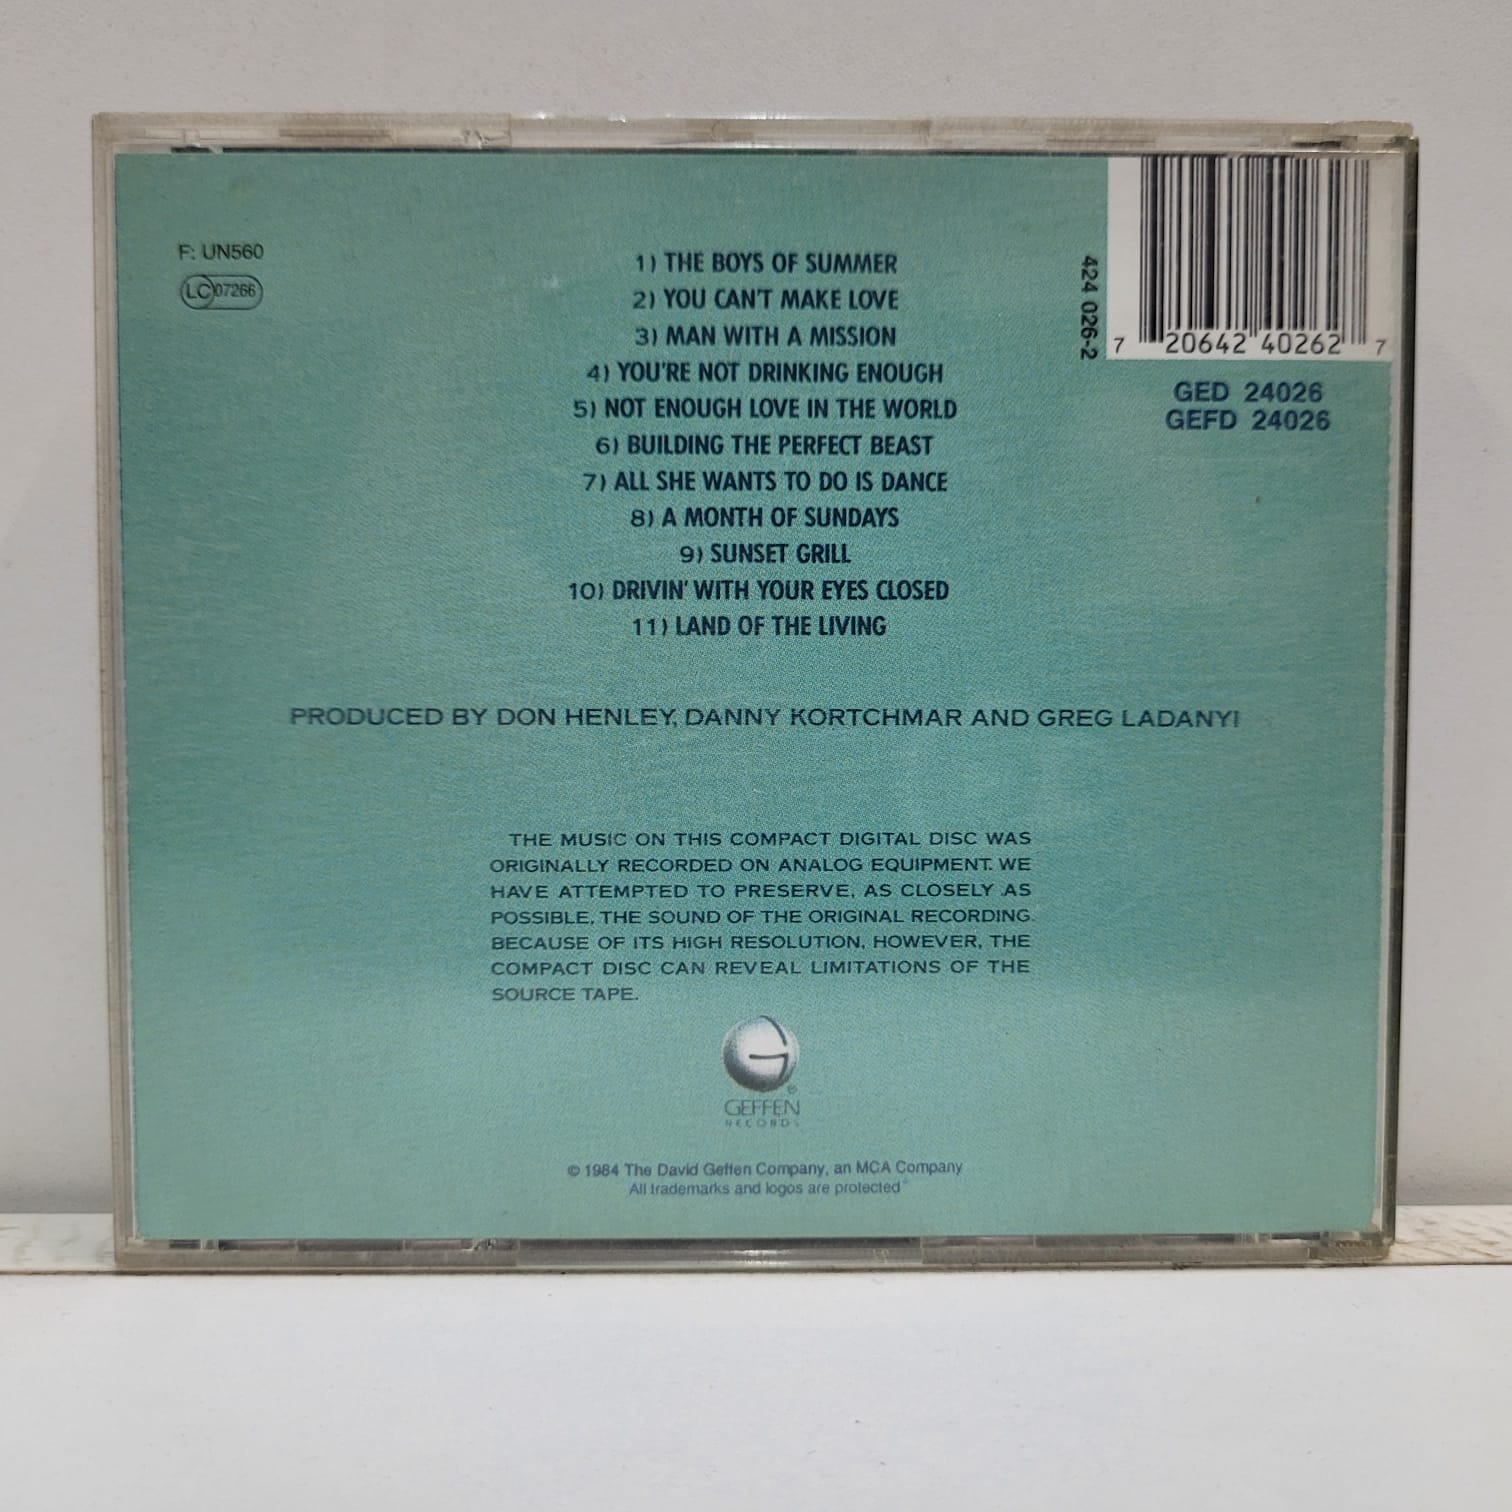 F: UN560
LC 07266
1) THE BOYS OF SUMMER
2) YOU CAN'T MAKE LOVE
3) MAN WITH A MISSION
4) YOU'RE NOT DRINKING ENOUGH
5) NOT ENOUGH LOVE IN THE WORLD
6) BUILDING THE PERFECT BEAST
7) ALL SHE WANTS TO DO IS DANCE
8) A MONTH OF SUNDAYS
9) SUNSET GRILL
10) DRIVIN' WITH YOUR EYES CLOSED
11) LAND OF THE LIVING
424 026-2
7 20642 40262 7
GED 24026
GEFD 24026
PRODUCED BY DON HENLEY, DANNY KORTCHMAR AND GREG LADANYI
THE MUSIC ON THIS COMPACT DIGITAL DISC WAS
ORIGINALLY RECORDED ON ANALOG EQUIPMENT. WE
HAVE ATTEMPTED TO PRESERVE, AS CLOSELY AS
POSSIBLE, THE SOUND OF THE ORIGINAL RECORDING.
BECAUSE OF ITS HIGH RESOLUTION, HOWEVER, THE
COMPACT DISC CAN REVEAL LIMITATIONS OF THE
SOURCE TAPE.
G
®
GEFFEN
RECORDS
© 1984 The David Geffen Company, an MCA Company
All trademarks and logos are protected